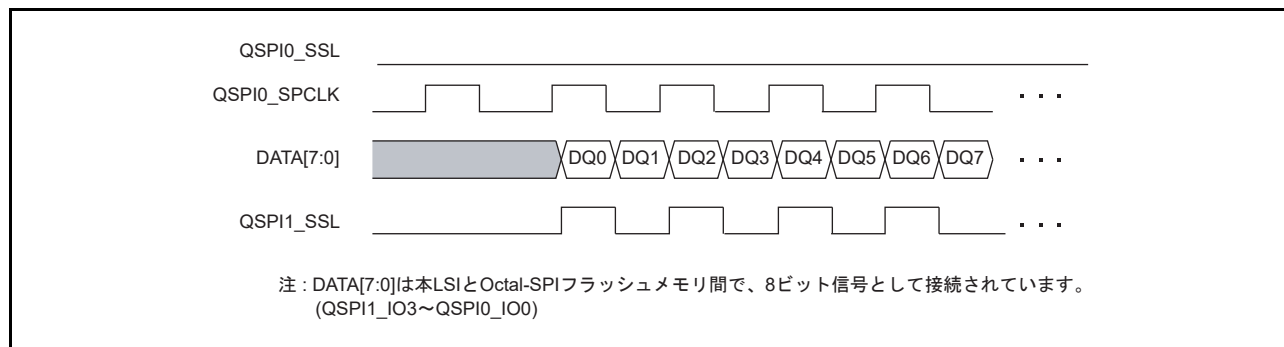 QSPI0_SSL
QSPI0_SPCLK . . .
DATA[7:0] DQ0 DQ1 DQ2 DQ3 DQ4 DQ5 DQ6 DQ7 . . .
QSPI1_SSL . . .
注 : DATA[7:0]は本LSIとOctal-SPIフラッシュメモリ間で、8ビット信号として接続されています。
(QSPI1_IO3～QSPI0_IO0)